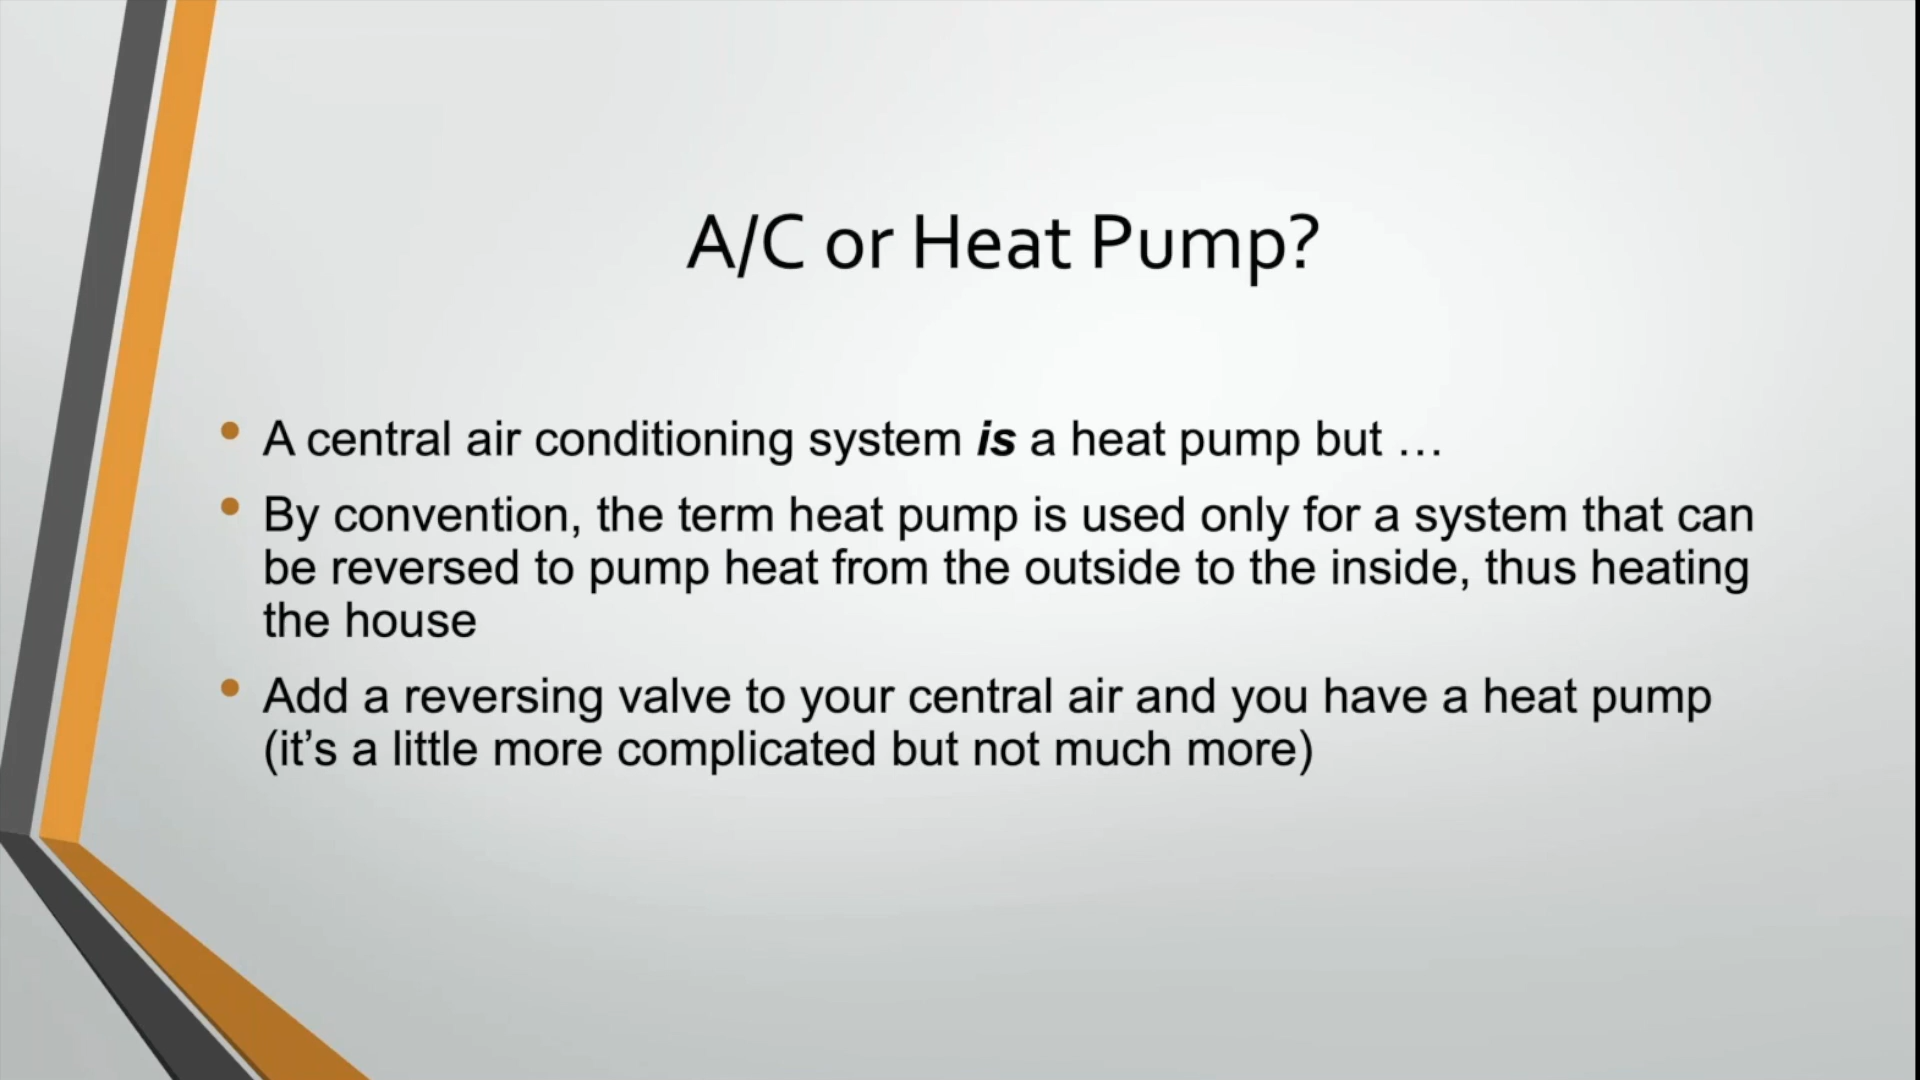 A/C or Heat Pump?
• A central air conditioning system is a heat pump but …
• By convention, the term heat pump is used only for a system that can
be reversed to pump heat from the outside to the inside, thus heating
the house
• Add a reversing valve to your central air and you have a heat pump
(it’s a little more complicated but not much more)